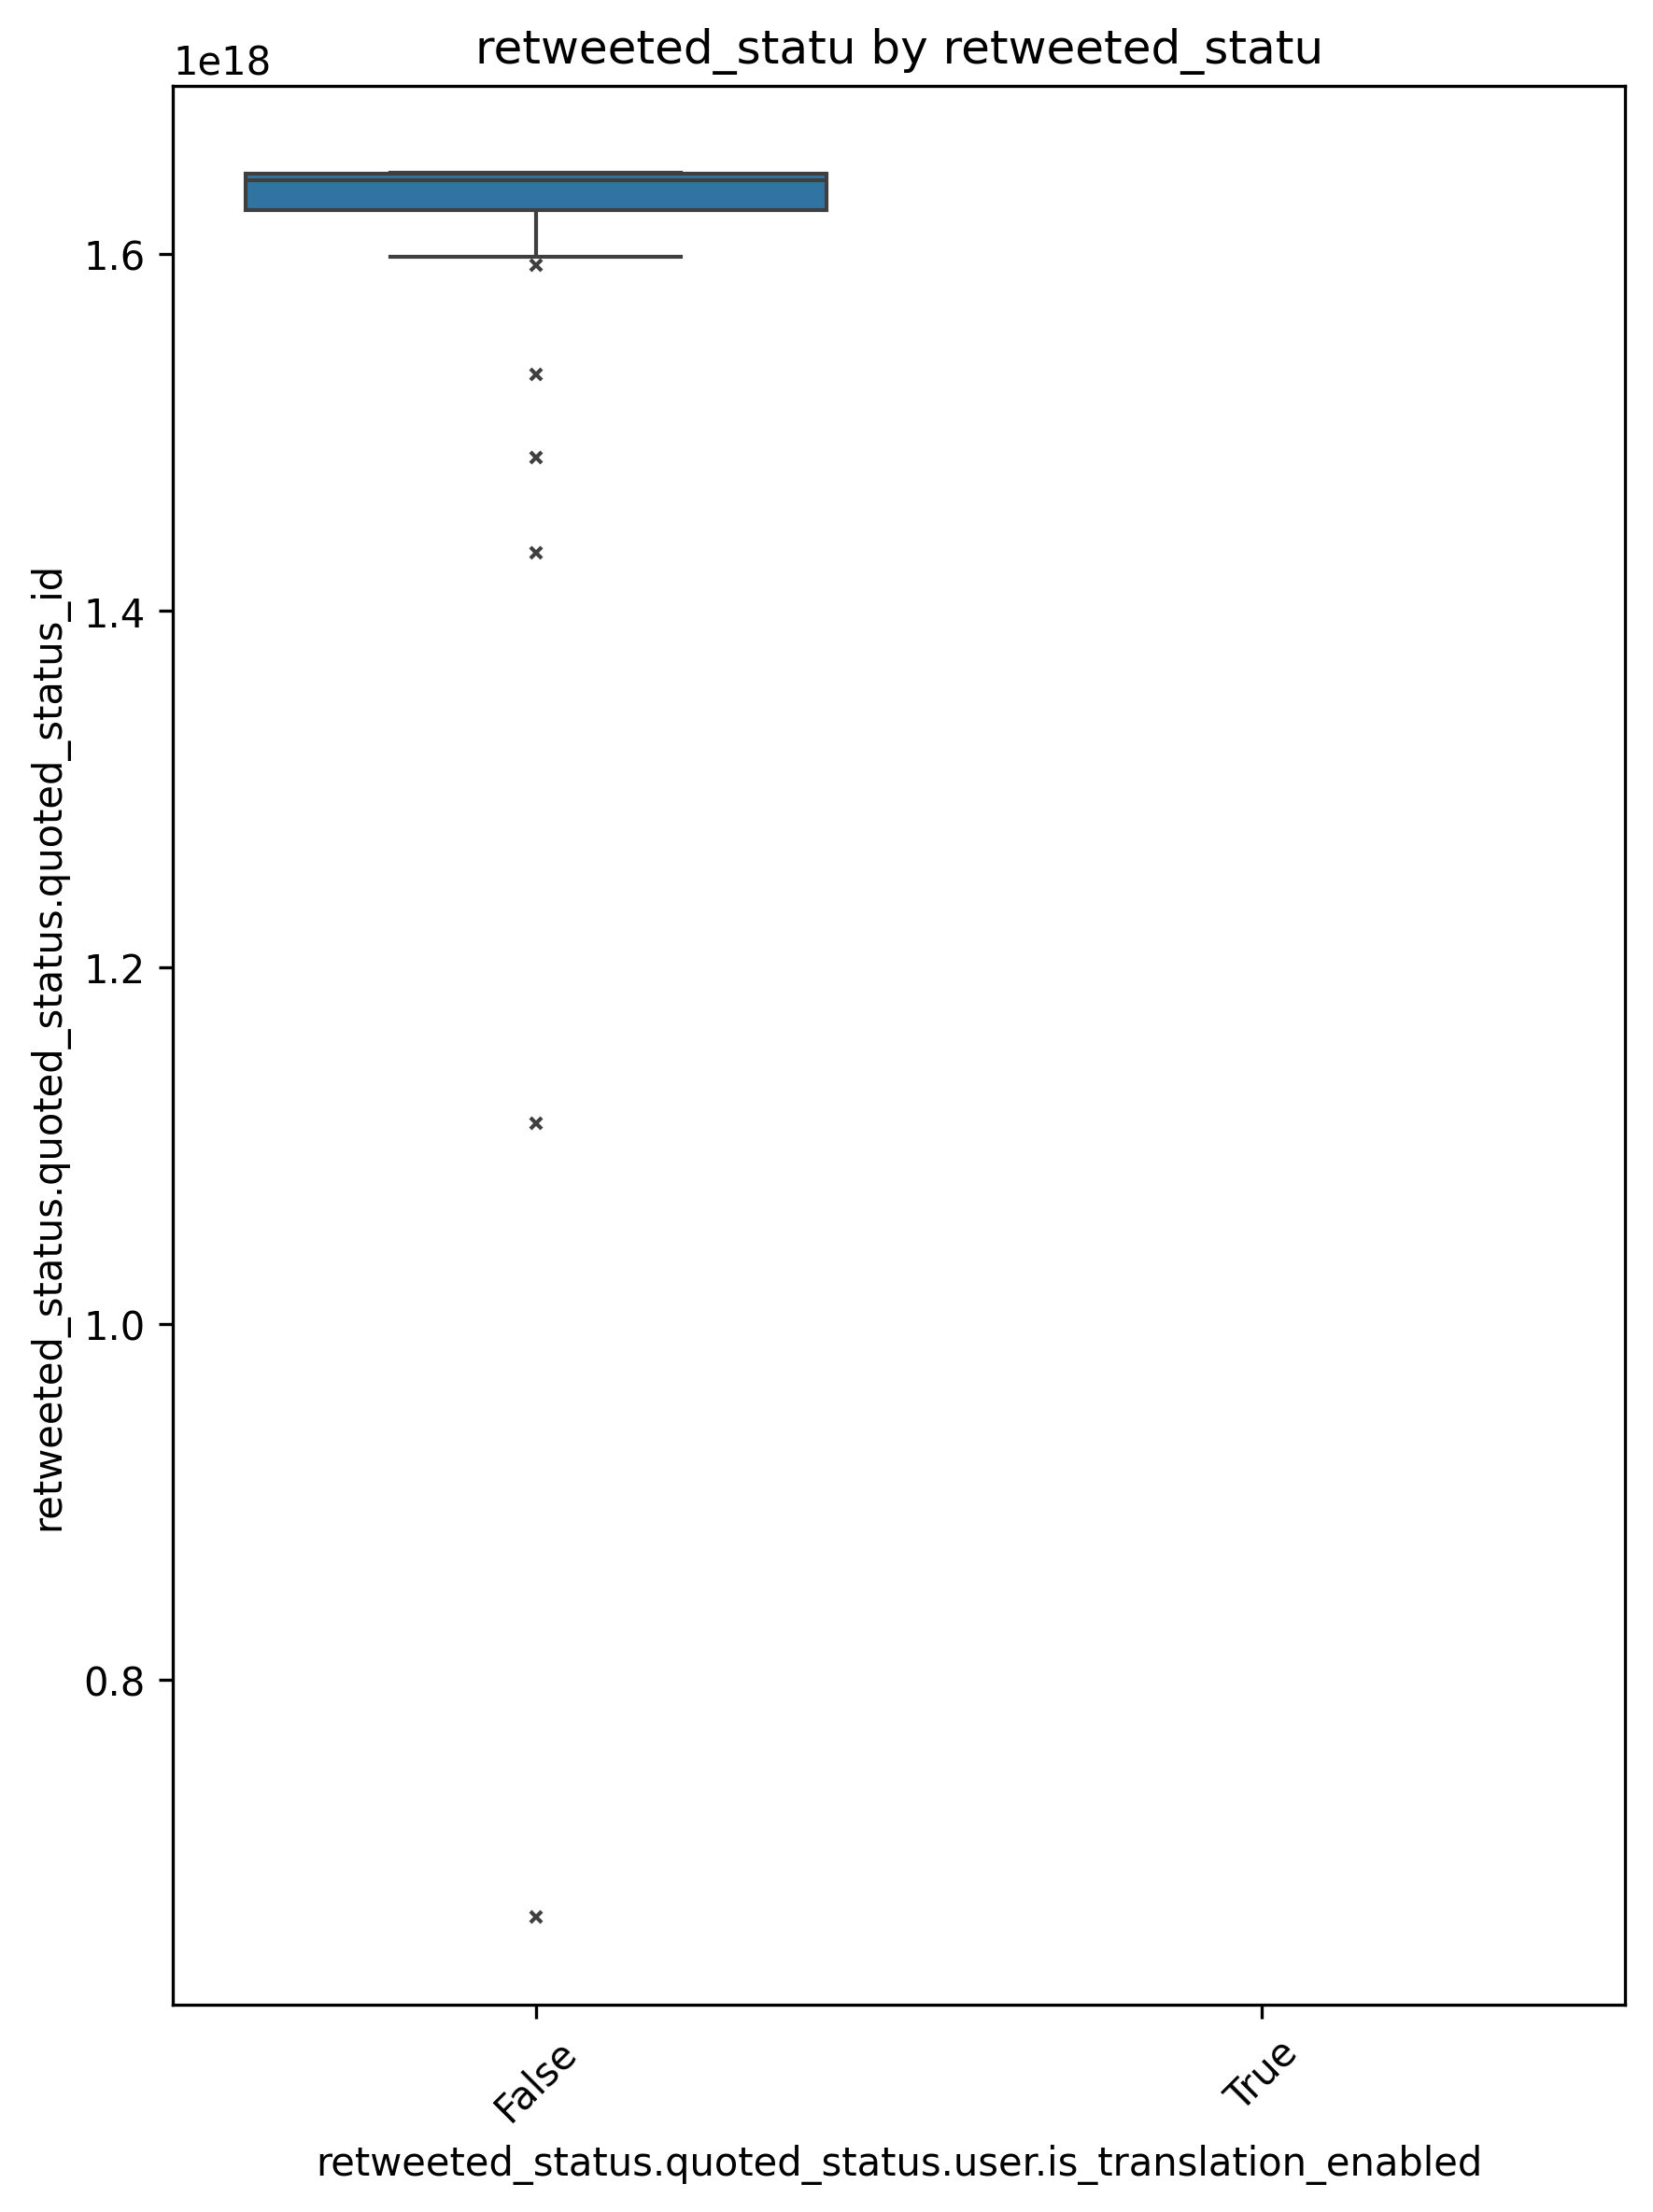 retweeted_statu by retweeted_statu
1e18
1.6
1.4
1.2
1.0
0.8
retweeted_status.quoted_status.quoted_status_id
False
True
retweeted_status.quoted_status.user.is_translation_enabled